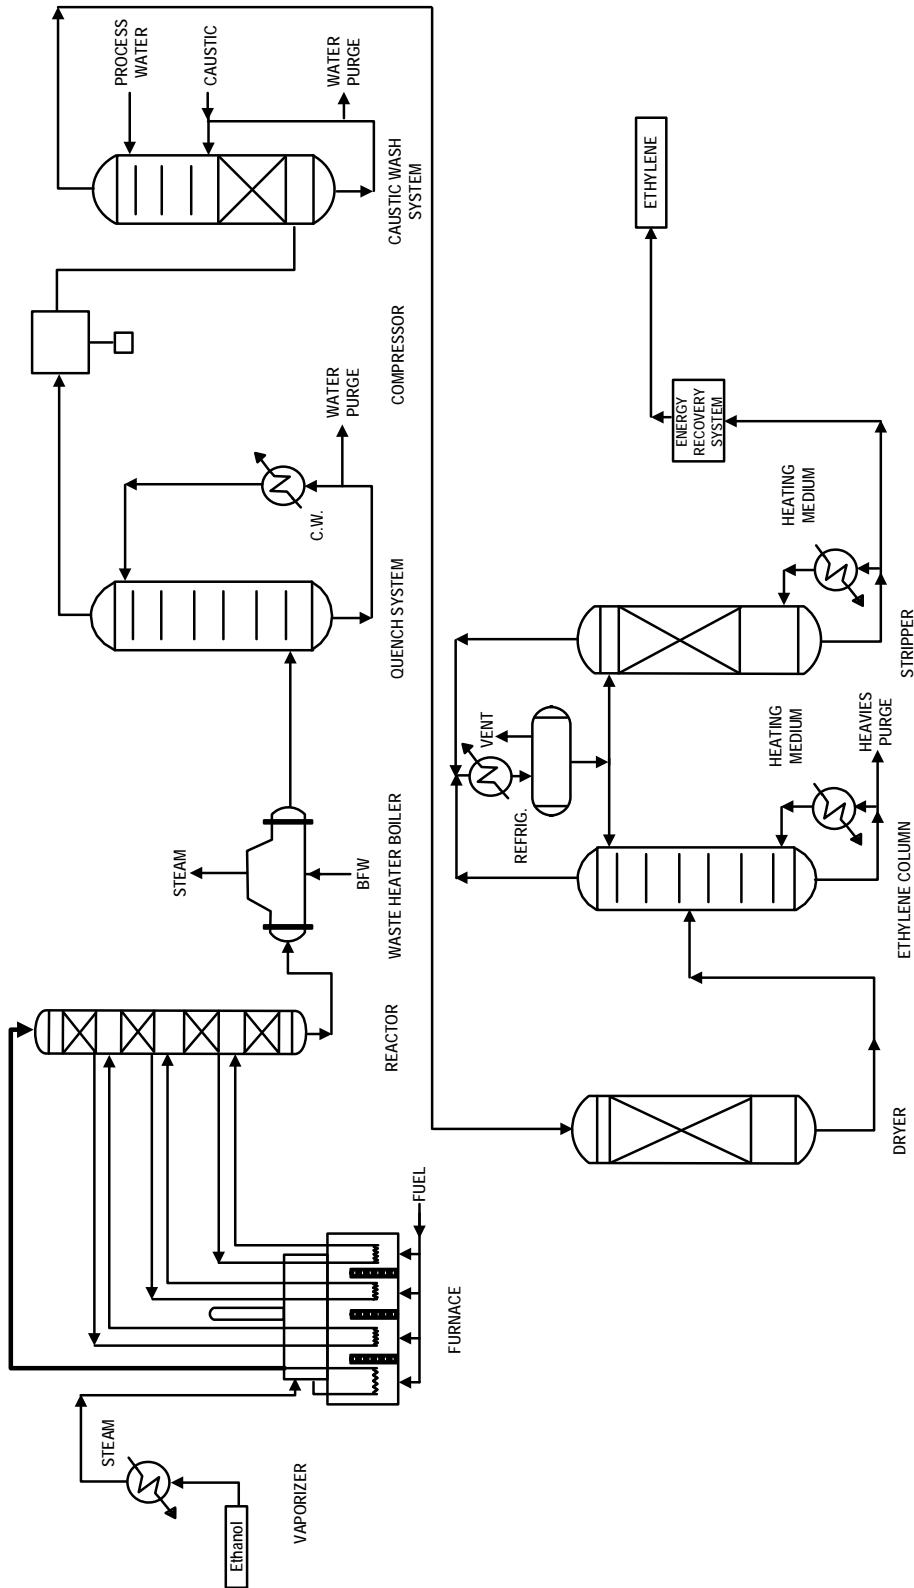 Ethanol
VAPORIZER
STEAM
FURNACE
FUEL
REACTOR
STEAM
BFW
WASTE HEATER BOILER
QUENCH SYSTEM
C.W.
WATER
PURGE
COMPRESSOR
PROCESS
WATER
CAUSTIC
WATER
PURGE
CAUSTIC WASH
SYSTEM
DRYER
ETHYLENE COLUMN
HEATING
MEDIUM
HEAVIES
PURGE
REFRIG.
VENT
STRIPPER
HEATING
MEDIUM
ENERGY
RECOVERY
SYSTEM
ETHYLENE